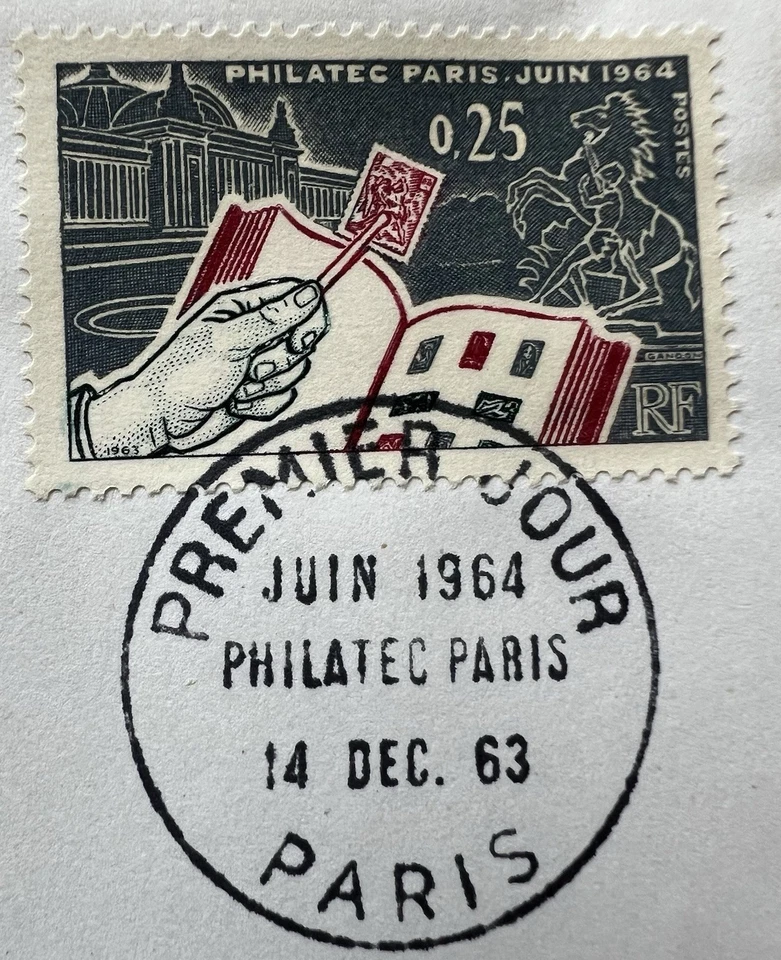 PHILATEC PARIS.JUIN 1964
0,25
POSTES
GANDON
RF
1963
PREMIER JOUR
JUIN 1964
PHILATEC PARIS
14 DEC. 63
PARIS